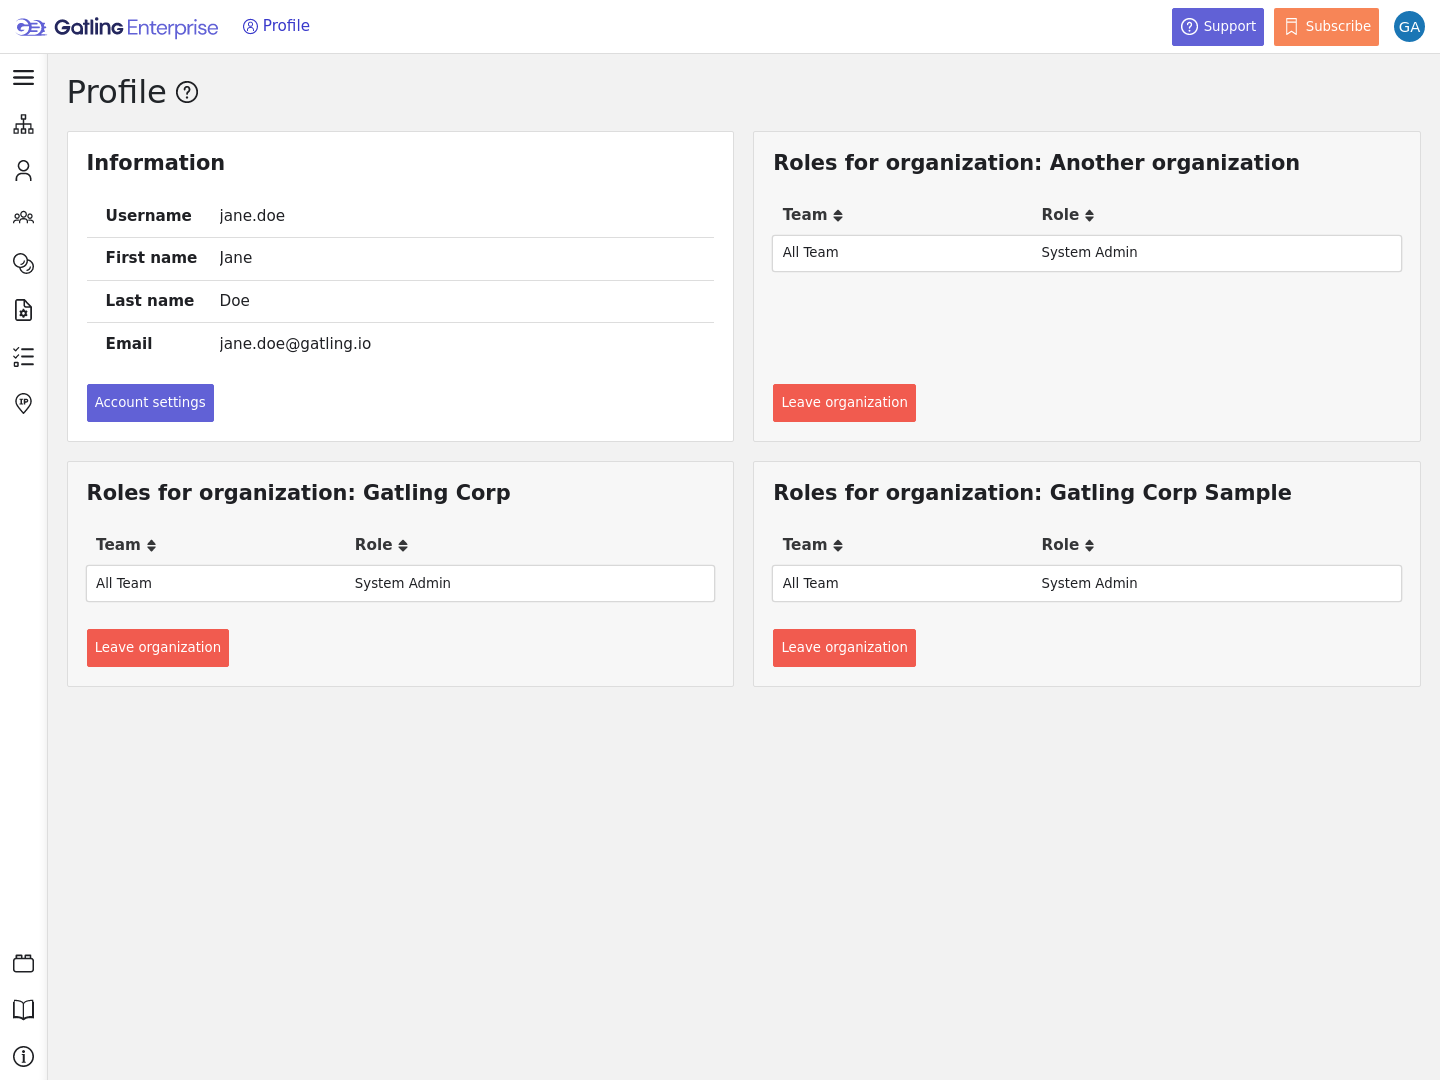 Gatling Enterprise Profile Support Subscribe GA
Profile
Information
Username jane.doe
First name Jane
Last name Doe
Email jane.doe@gatling.io
Account settings
Roles for organization: Another organization
Team Role
All Team System Admin
Leave organization
Roles for organization: Gatling Corp
Team Role
All Team System Admin
Leave organization
Roles for organization: Gatling Corp Sample
Team Role
All Team System Admin
Leave organization
IP